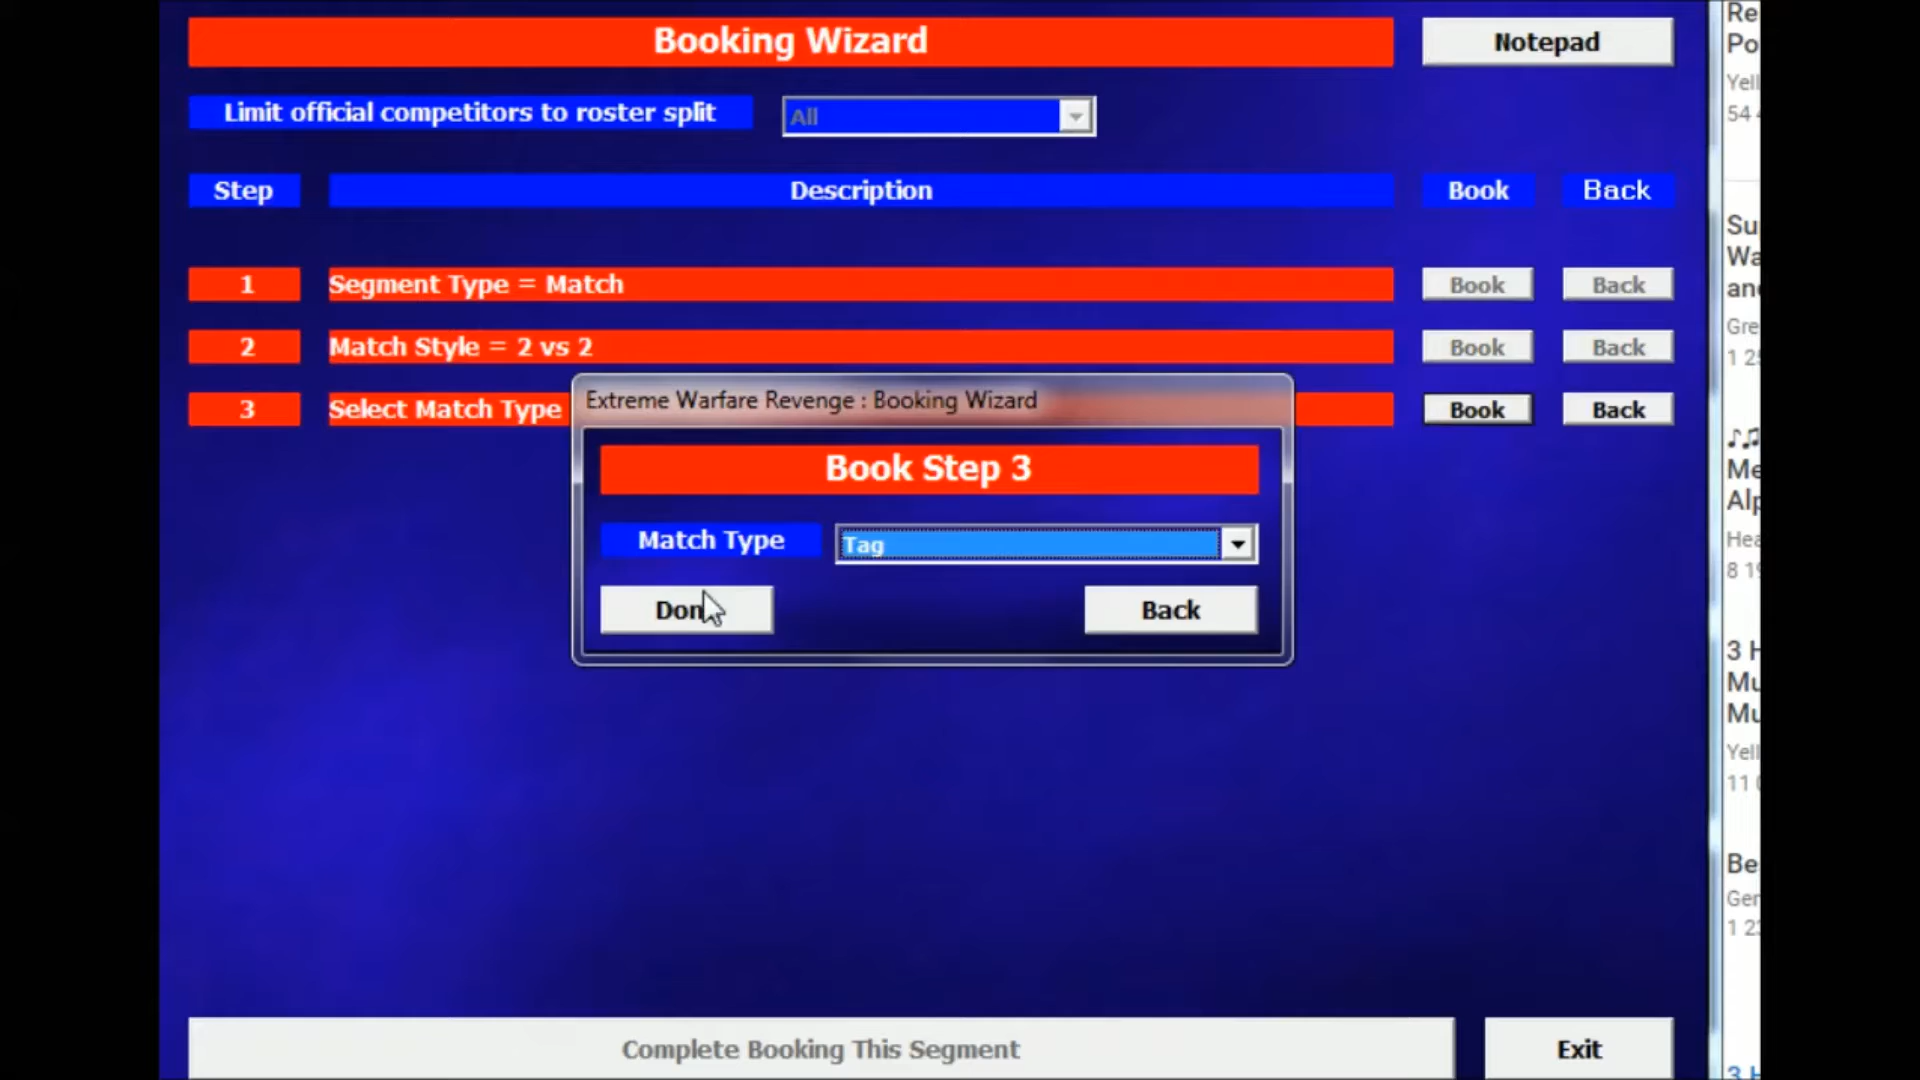 Booking Wizard
Notepad
Limit official competitors to roster split
All
Step
Description
Book
Back
1
Segment Type = Match
Book
Back
2
Match Style = 2 vs 2
Book
Back
3
Select Match Type
Book
Back
Extreme Warfare Revenge : Booking Wizard
Book Step 3
Match Type
Tag
Back
Complete Booking This Segment
Exit